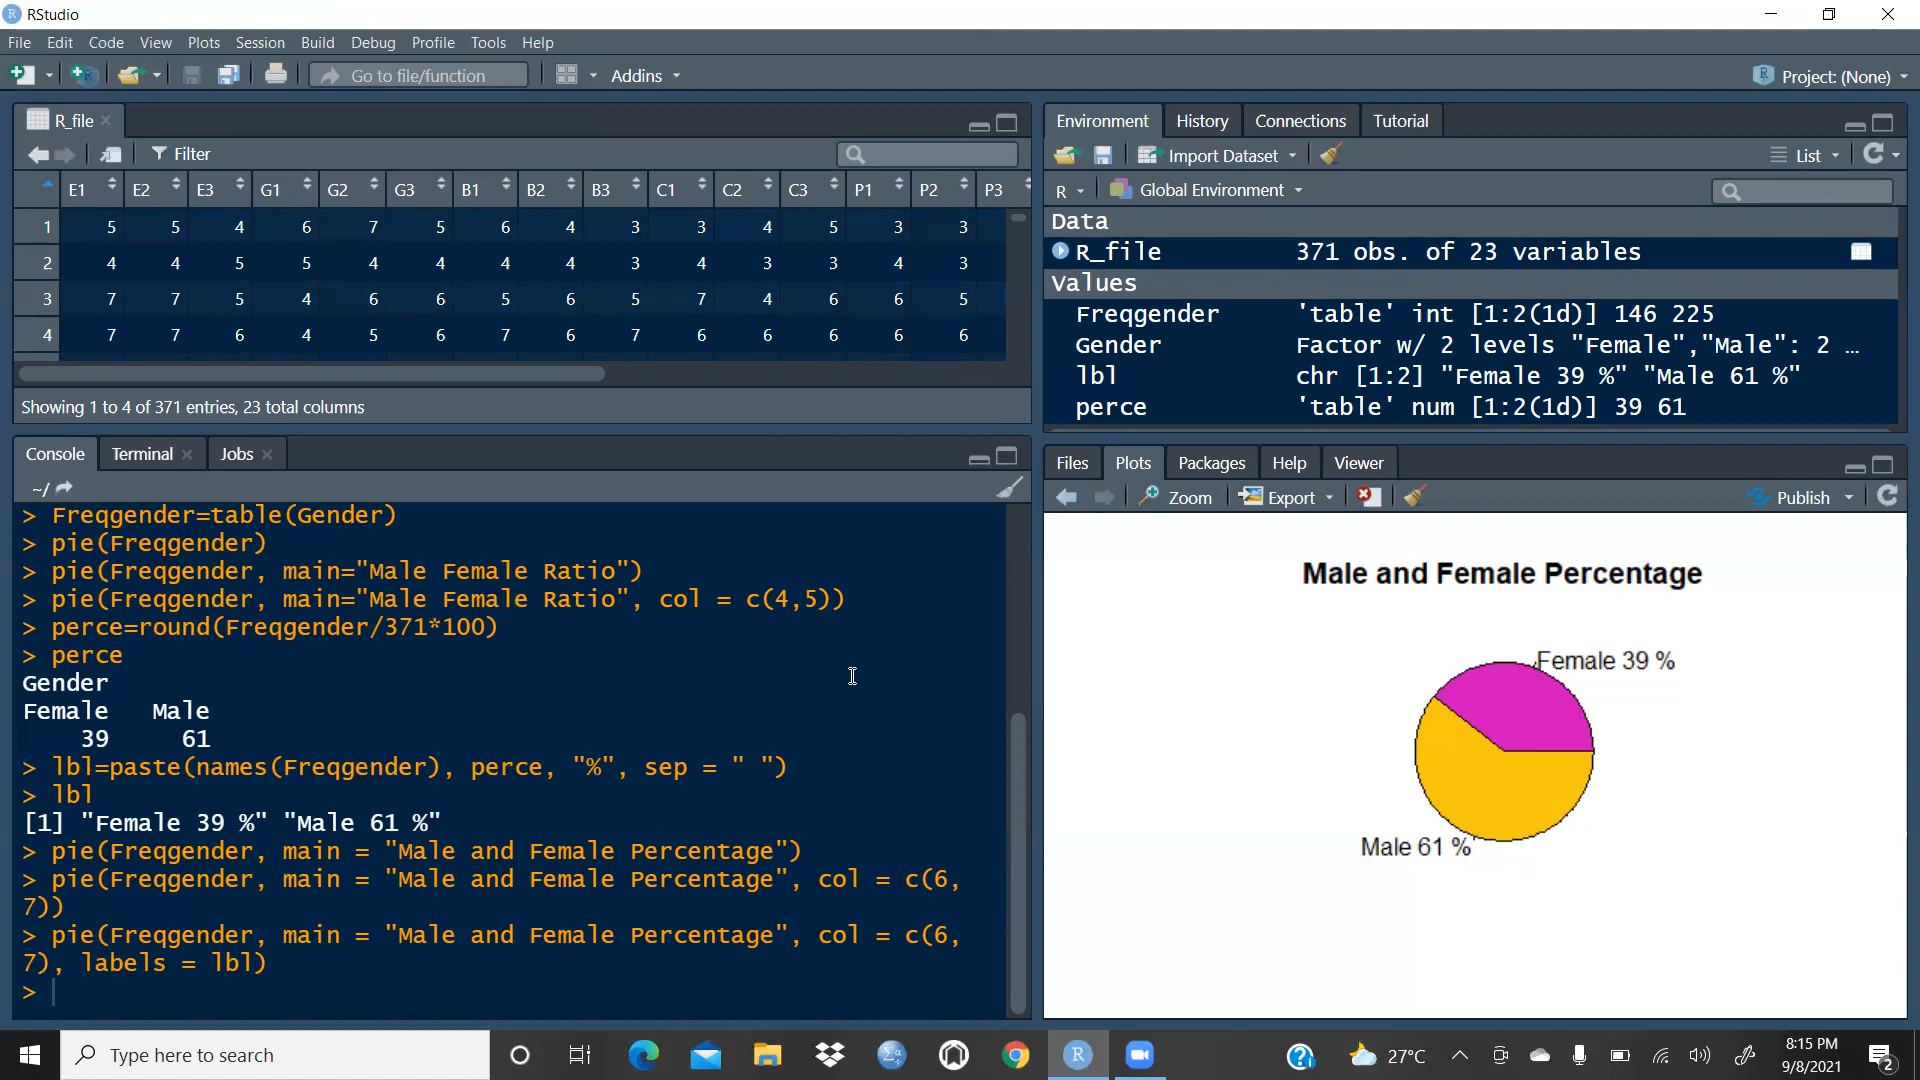 RStudio
File Edit Code View Plots Session Build Debug Profile Tools Help
Go to file/function Addins Project: (None)
R_file
Filter
E1 E2 E3 G1 G2 G3 B1 B2 B3 C1 C2 C3 P1 P2 P3
1 5 5 4 6 7 5 6 4 3 3 4 5 3 3
2 4 4 5 5 4 4 4 4 3 4 3 3 4 3
3 7 7 5 4 6 6 5 6 5 7 4 6 6 5
4 7 7 6 4 5 6 7 6 7 6 6 6 6 6
Showing 1 to 4 of 371 entries, 23 total columns
Console Terminal Jobs
~/
> Freqgender=table(Gender)
> pie(Freqgender)
> pie(Freqgender, main="Male Female Ratio")
> pie(Freqgender, main="Male Female Ratio", col = c(4,5))
> perce=round(Freqgender/371*100)
> perce
Gender
Female Male
39 61
> lbl=paste(names(Freqgender), perce, "%", sep = " ")
> lbl
[1] "Female 39 %" "Male 61 %"
> pie(Freqgender, main = "Male and Female Percentage")
> pie(Freqgender, main = "Male and Female Percentage", col = c(6,
7))
> pie(Freqgender, main = "Male and Female Percentage", col = c(6,
7), labels = lbl)
>
Environment History Connections Tutorial
Import Dataset List
R Global Environment
Data
R_file 371 obs. of 23 variables
Values
Freqgender 'table' int [1:2(1d)] 146 225
Gender Factor w/ 2 levels "Female","Male": 2 ...
lbl chr [1:2] "Female 39 %" "Male 61 %"
perce 'table' num [1:2(1d)] 39 61
Files Plots Packages Help Viewer
Zoom Export Publish
Male and Female Percentage
Female 39 %
Male 61 %
Type here to search
27°C
8:15 PM
9/8/2021
2